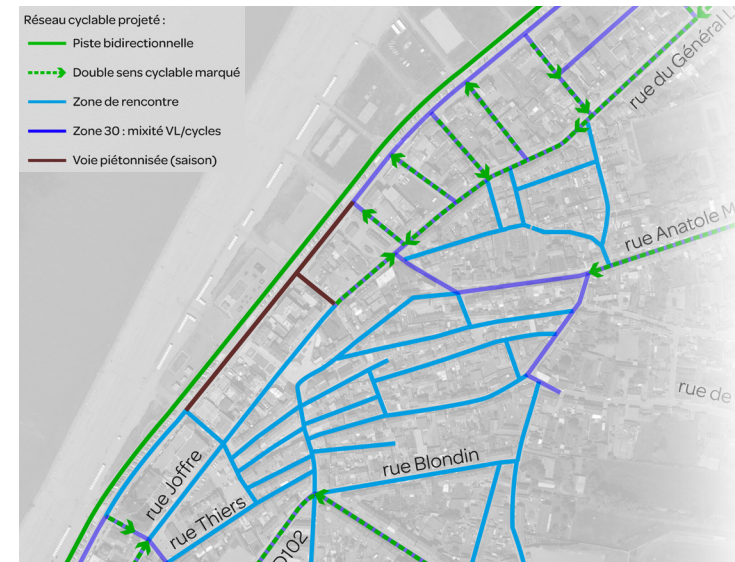 Réseau cyclable projeté :
Piste bidirectionnelle
Double sens cyclable marqué
Zone de rencontre
Zone 30 : mixité VL/cycles
Voie piétonnisée (saison)
rue du Général L
rue Anatole M
rue de
rue Blondin
rue Joffre
rue Thiers
D102